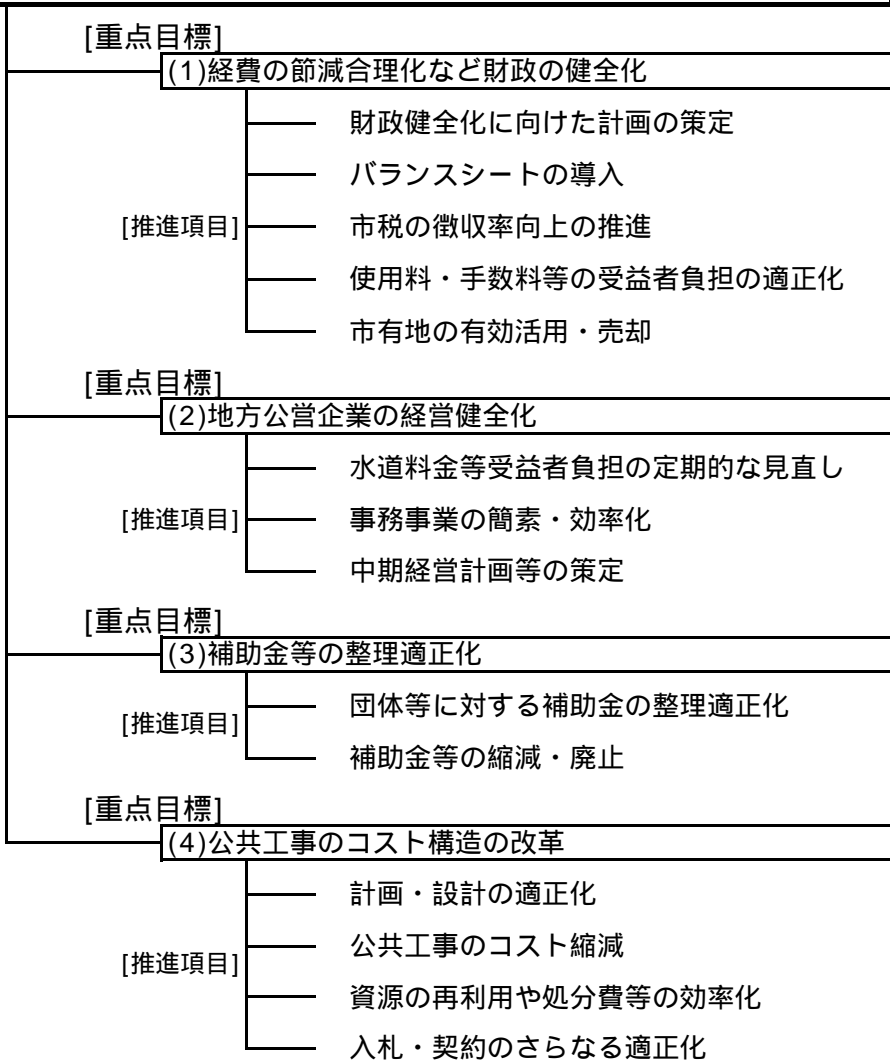 [重点目標]
(1)経費の節減合理化など財政の健全化
財政健全化に向けた計画の策定
バランスシートの導入
[推進項目] 市税の徴収率向上の推進
使用料・手数料等の受益者負担の適正化
市有地の有効活用・売却
[重点目標]
(2)地方公営企業の経営健全化
水道料金等受益者負担の定期的な見直し
[推進項目] 事務事業の簡素・効率化
中期経営計画等の策定
[重点目標]
(3)補助金等の整理適正化
団体等に対する補助金の整理適正化
[推進項目]
補助金等の縮減・廃止
[重点目標]
(4)公共工事のコスト構造の改革
計画・設計の適正化
公共工事のコスト縮減
[推進項目]
資源の再利用や処分費等の効率化
入札・契約のさらなる適正化